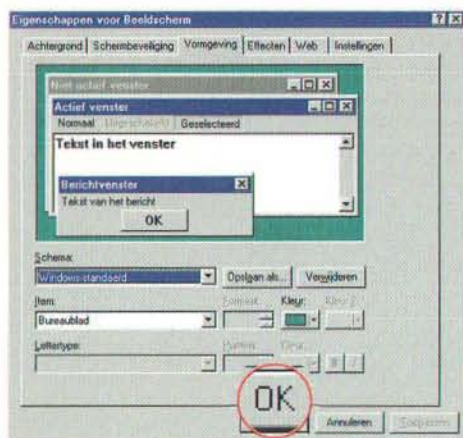 Eigenschappen voor Beeldscherm
Achtergrond Schermbeveiliging Vormgeving Effecten Web Instellingen
Niet actief venster
Actief venster
Normaal Uitgeschakeld Geselecteerd
Tekst in het venster
Berichtvenster
Tekst van het bericht
OK
Schema:
Windows-standaard Opslaan als... Verwijderen
Item: Formaat: Kleur: Kleur 2:
Bureaublad
Lettertype: Punten: Kleur:
B I
OK
Annuleren Toepassen